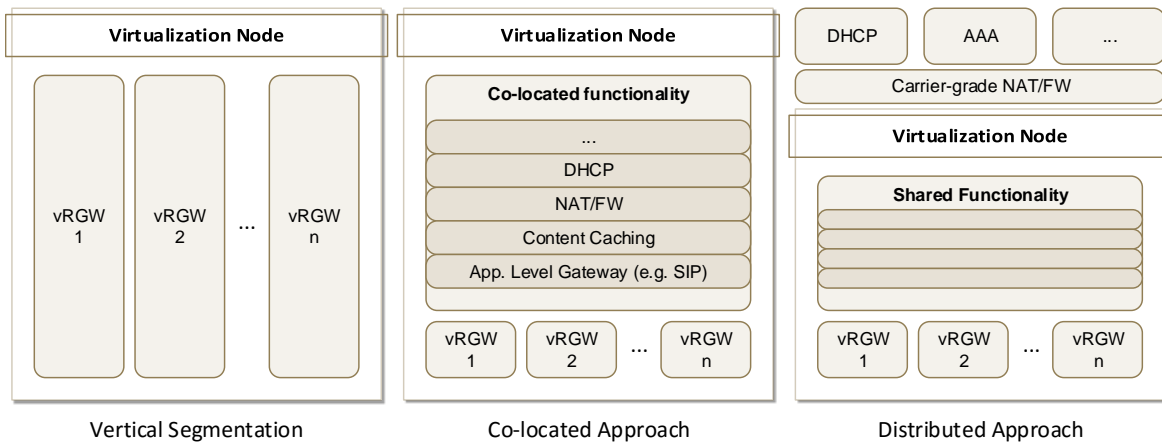 Virtualization Node
vRGW
1
vRGW
2
...
vRGW
n
Vertical Segmentation
Virtualization Node
Co-located functionality
...
DHCP
NAT/FW
Content Caching
App. Level Gateway (e.g. SIP)
vRGW
1
vRGW
2
...
vRGW
n
Co-located Approach
DHCP
AAA
...
Carrier-grade NAT/FW
Virtualization Node
Shared Functionality
vRGW
1
vRGW
2
...
vRGW
n
Distributed Approach